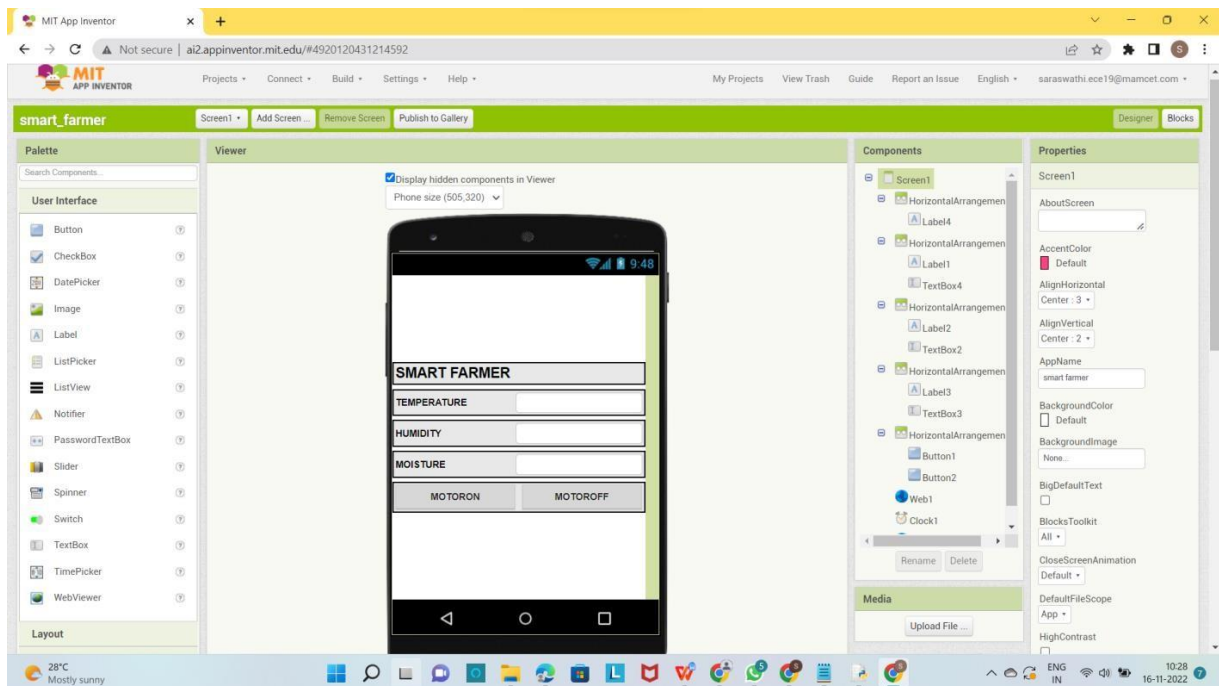 MIT App Inventor
Not secure | ai2.appinventor.mit.edu/#4920120431214592
S
MIT
APP INVENTOR
Projects
Connect
Build
Settings
Help
My Projects
View Trash
Guide
Report an Issue
English
saraswathi.ece19@mamcet.com
smart_farmer
Screen1
Add Screen ...
Remove Screen
Publish to Gallery
Designer
Blocks
Palette
Search Components...
User Interface
Button
CheckBox
DatePicker
Image
Label
ListPicker
ListView
Notifier
PasswordTextBox
Slider
Spinner
Switch
TextBox
TimePicker
WebViewer
Layout
Viewer
Display hidden components in Viewer
Phone size (505,320)
9:48
SMART FARMER
TEMPERATURE
HUMIDITY
MOISTURE
MOTORON
MOTOROFF
Components
Screen1
HorizontalArrangemen
Label4
HorizontalArrangemen
Label1
TextBox4
HorizontalArrangemen
Label2
TextBox2
HorizontalArrangemen
Label3
TextBox3
HorizontalArrangemen
Button1
Button2
Web1
Clock1
Rename
Delete
Media
Upload File ...
Properties
Screen1
AboutScreen
AccentColor
Default
AlignHorizontal
Center : 3
AlignVertical
Center : 2
AppName
smart farmer
BackgroundColor
Default
BackgroundImage
None...
BigDefaultText
BlocksToolkit
All
CloseScreenAnimation
Default
DefaultFileScope
App
HighContrast
28°C
Mostly sunny
ENG
IN
10:28
16-11-2022